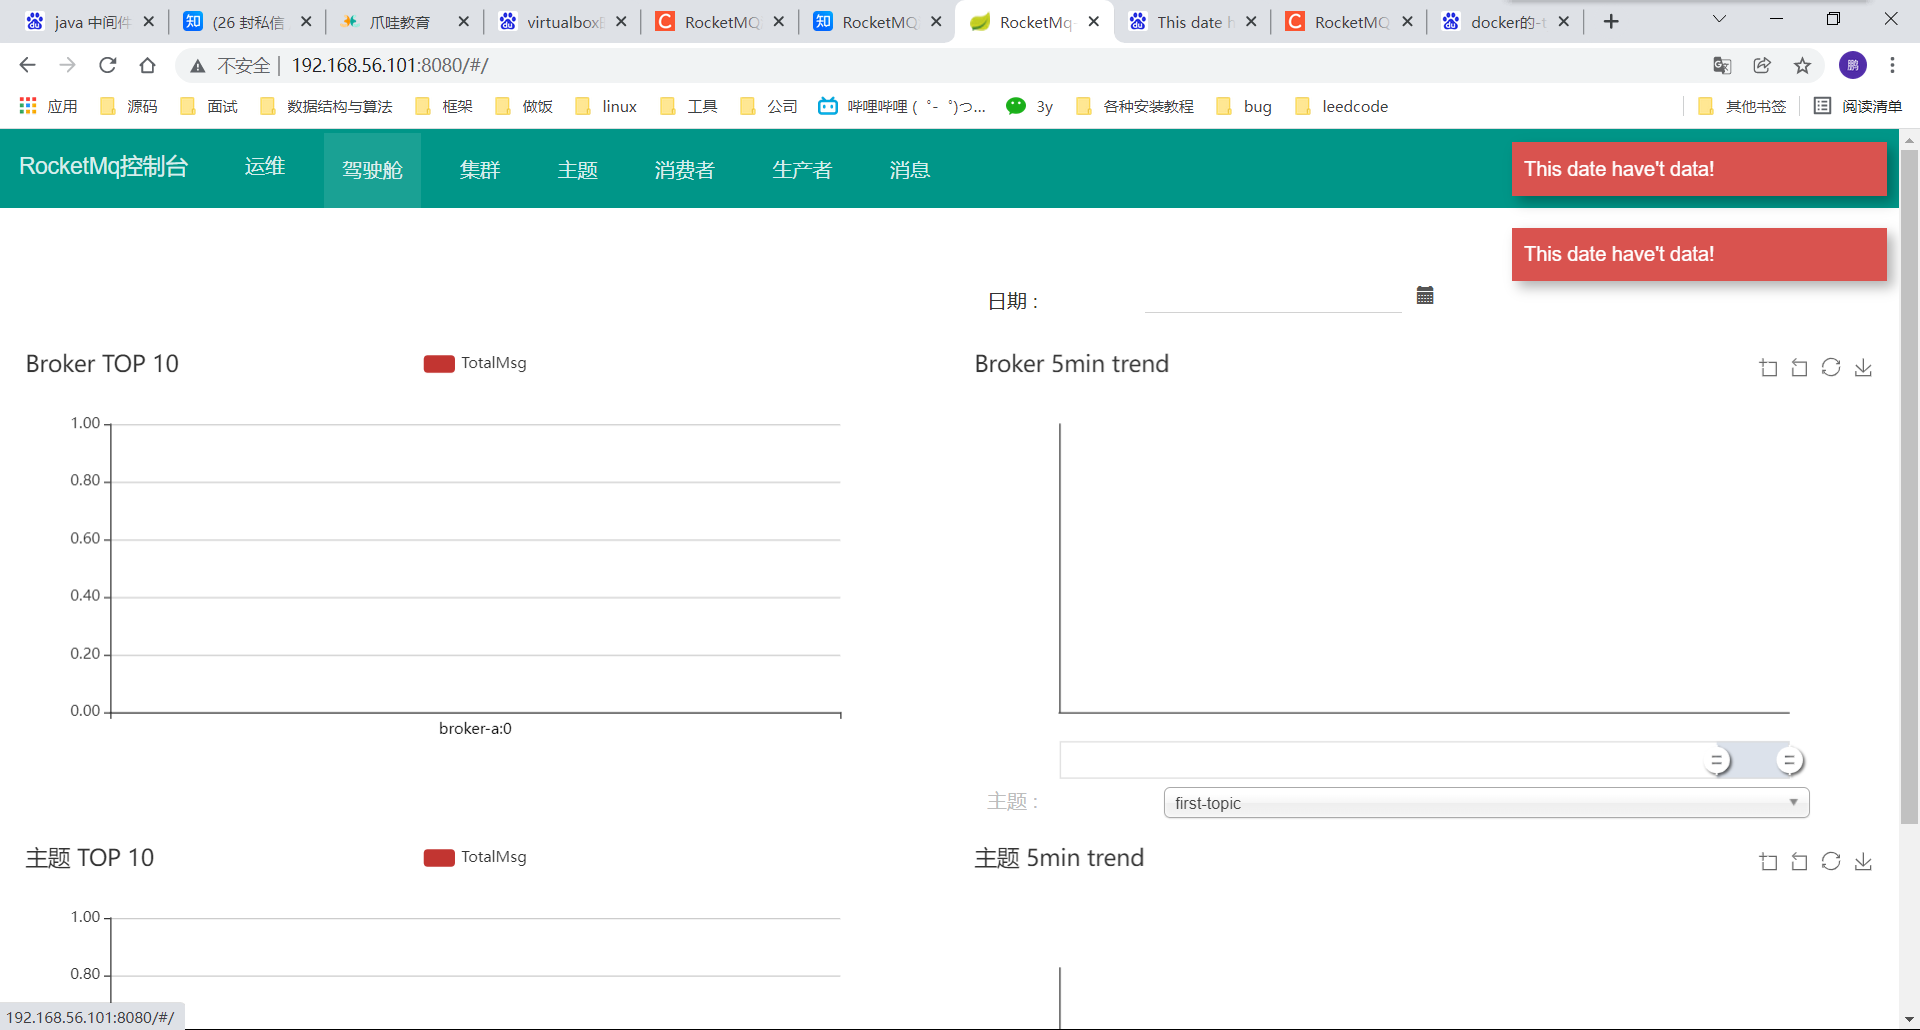 java 中间件
(26 封私信
爪哇教育
virtualboxl
RocketMQ
RocketMQ
RocketMq-
This date h
RocketMQ
docker的-t
不安全 | 192.168.56.101:8080/#/
鹏
应用
源码
面试
数据结构与算法
框架
做饭
linux
工具
公司
哔哩哔哩 (゜-゜)つ...
3y
各种安装教程
bug
leedcode
其他书签
阅读清单
RocketMq控制台
运维
驾驶舱
集群
主题
消费者
生产者
消息
This date have't data!
This date have't data!
日期 :
Broker TOP 10
TotalMsg
1.00
0.80
0.60
0.40
0.20
0.00
broker-a:0
Broker 5min trend
主题 :
first-topic
主题 TOP 10
TotalMsg
1.00
0.80
主题 5min trend
192.168.56.101:8080/#/